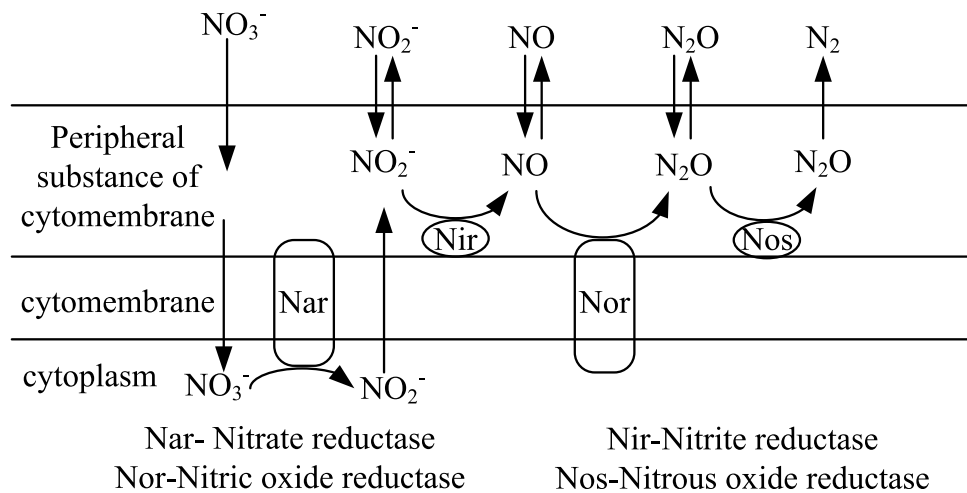 NO₃⁻ NO₂⁻ NO N₂O N₂
Peripheral
substance of
cytomembrane
NO₂⁻ NO N₂O N₂O
Nir Nos
cytomembrane Nar Nor
cytoplasm NO₃⁻ NO₂⁻
Nar- Nitrate reductase Nir-Nitrite reductase
Nor-Nitric oxide reductase Nos-Nitrous oxide reductase